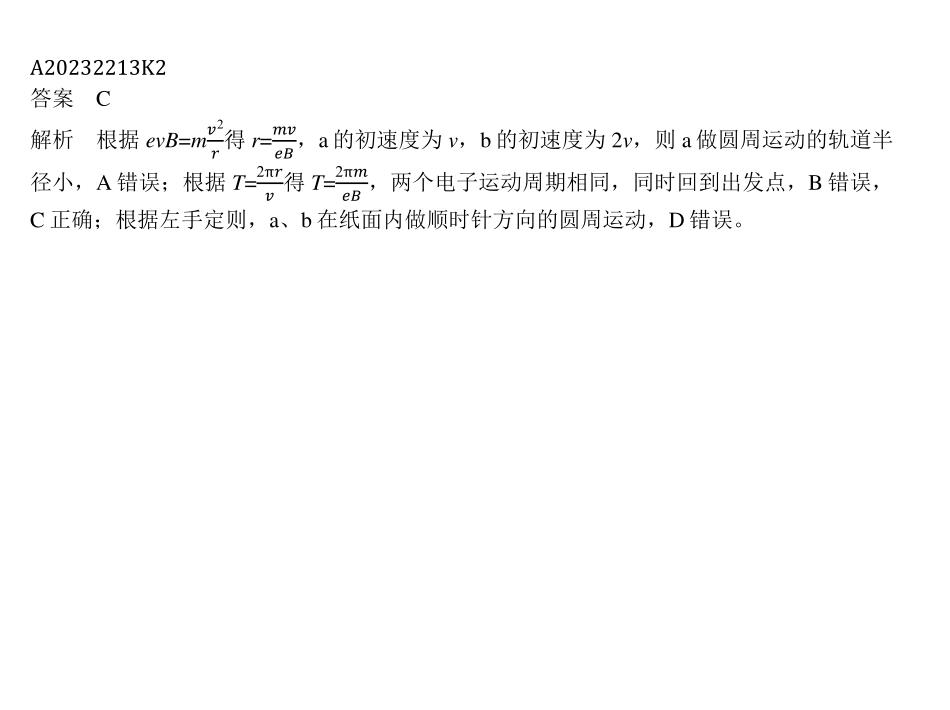 A20232213K2
答案 C
解析 根据 evB=m\frac{v^2}{r}得 r=\frac{mv}{eB}，a 的初速度为 v，b 的初速度为 2v，则 a 做圆周运动的轨道半
径小，A 错误；根据 T=\frac{2πr}{v}得 T=\frac{2πm}{eB}，两个电子运动周期相同，同时回到出发点，B 错误，
C 正确；根据左手定则，a、b 在纸面内做顺时针方向的圆周运动，D 错误。